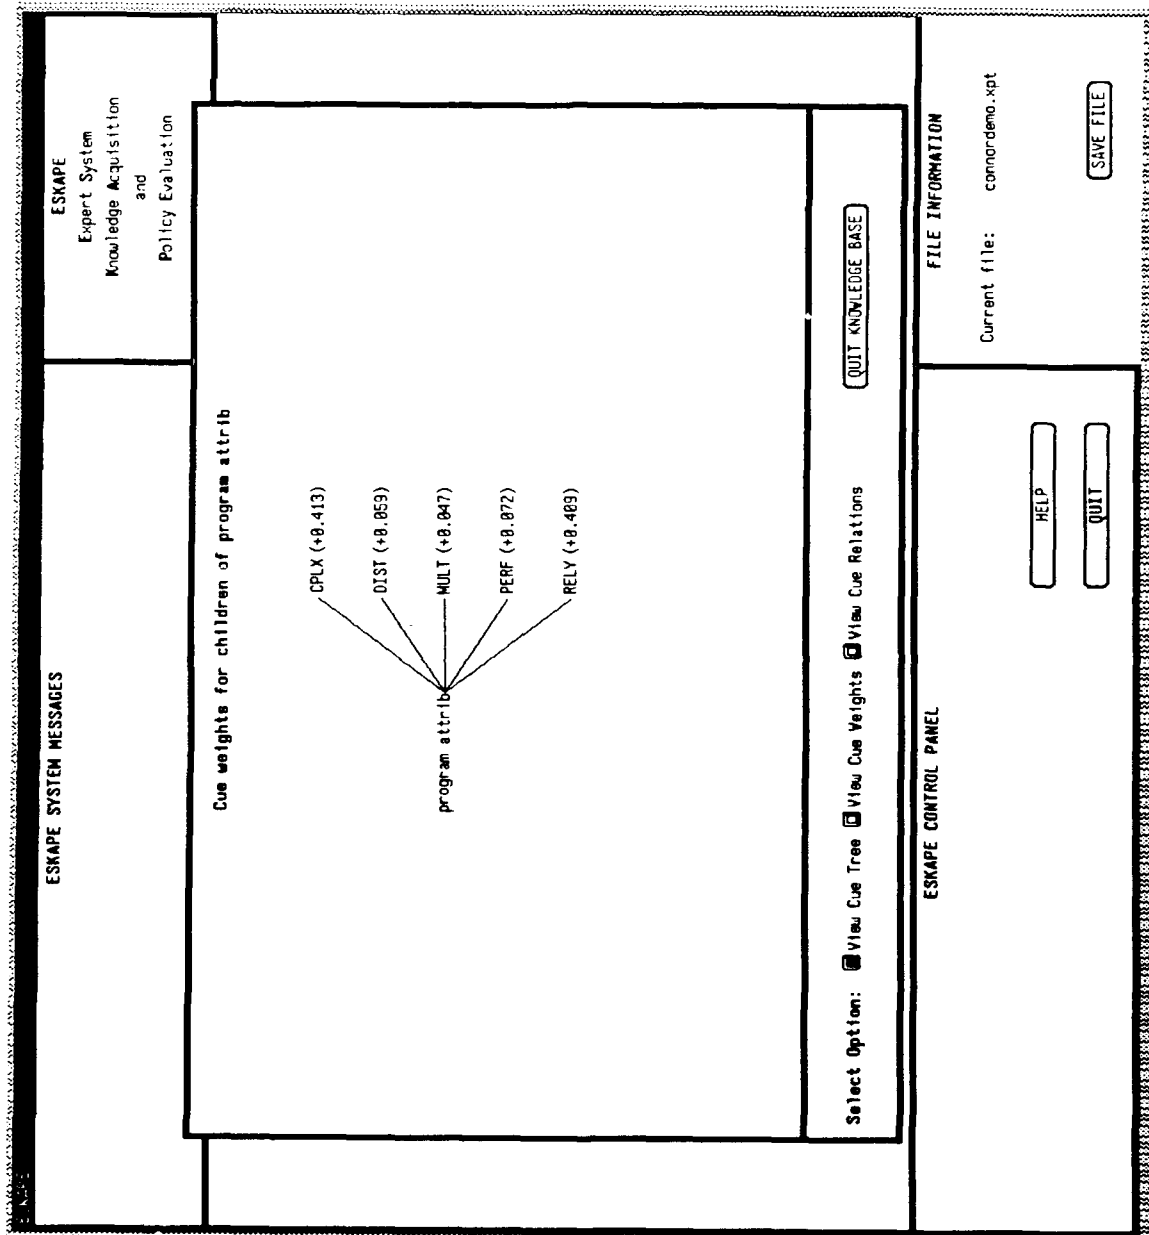 ESKAPE SYSTEM MESSAGES
ESKAPE
Expert System
Knowledge Acquisition
and
Policy Evaluation
Cue weights for children of program attrib
program attrib
CPLX (+0.413)
DIST (+0.059)
MULT (+0.047)
PERF (+0.072)
RELY (+0.409)
Select Option: View Cue Tree View Cue Weights View Cue Relations QUIT KNOWLEDGE BASE
ESKAPE CONTROL PANEL
HELP
QUIT
FILE INFORMATION
Current file: connordemo.xpt
SAVE FILE